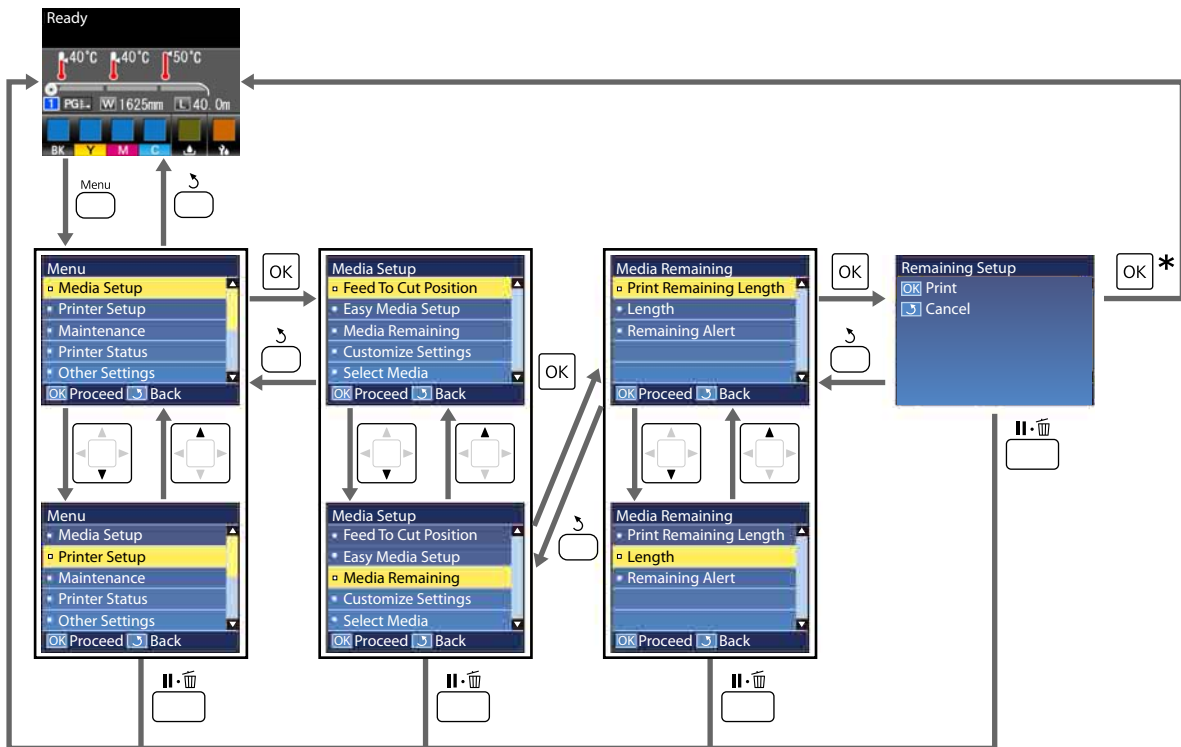 Ready
40°C 40°C 50°C
1 PG W 1625mm L 40. 0m
BK Y M C
Menu
OK
OK
OK *
Menu
Media Setup
Printer Setup
Maintenance
Printer Status
Other Settings
OK Proceed Back
Media Setup
Feed To Cut Position
Easy Media Setup
Media Remaining
Customize Settings
Select Media
OK Proceed Back
OK
Media Remaining
Print Remaining Length
Length
Remaining Alert
OK Proceed Back
Remaining Setup
OK Print
Cancel
Menu
Media Setup
Printer Setup
Maintenance
Printer Status
Other Settings
OK Proceed Back
Media Setup
Feed To Cut Position
Easy Media Setup
Media Remaining
Customize Settings
Select Media
OK Proceed Back
Media Remaining
Print Remaining Length
Length
Remaining Alert
OK Proceed Back